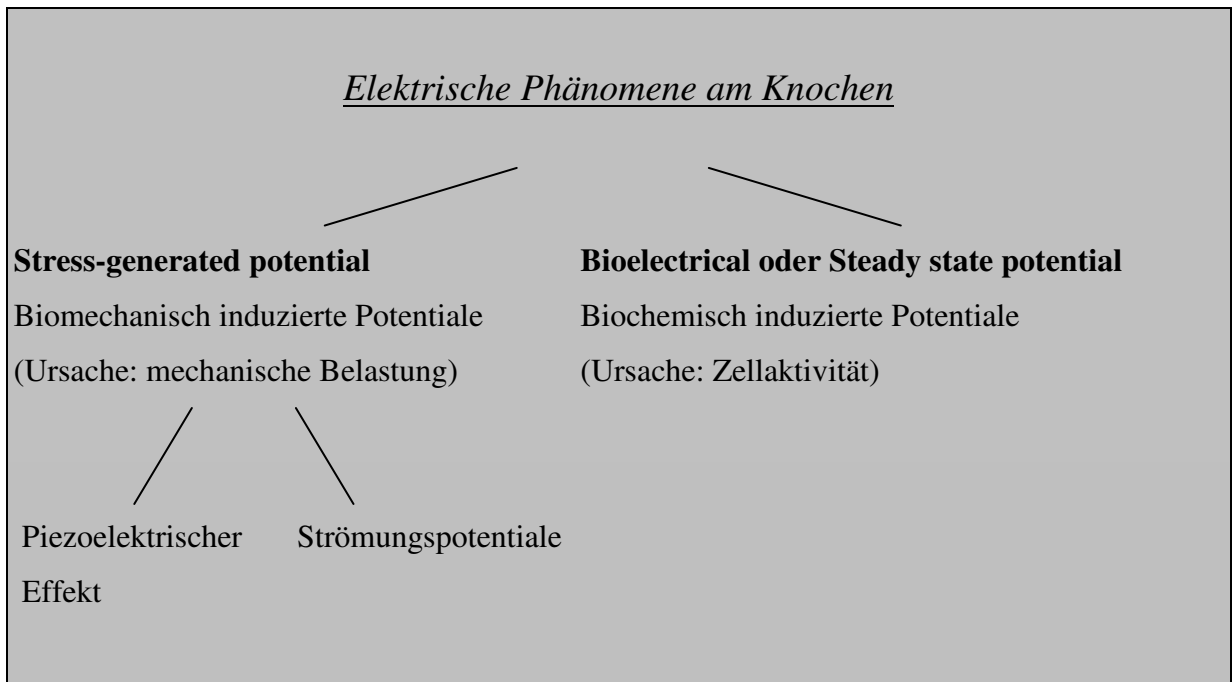 Elektrische Phänomene am Knochen
Stress-generated potential
Biomechanisch induzierte Potentiale
(Ursache: mechanische Belastung)
Bioelectrical oder Steady state potential
Biochemisch induzierte Potentiale
(Ursache: Zellaktivität)
Piezoelektrischer
Effekt
Strömungspotentiale